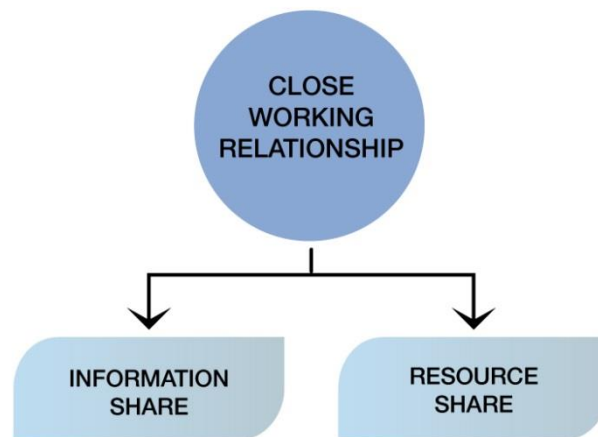 CLOSE
WORKING
RELATIONSHIP
INFORMATION
SHARE
RESOURCE
SHARE